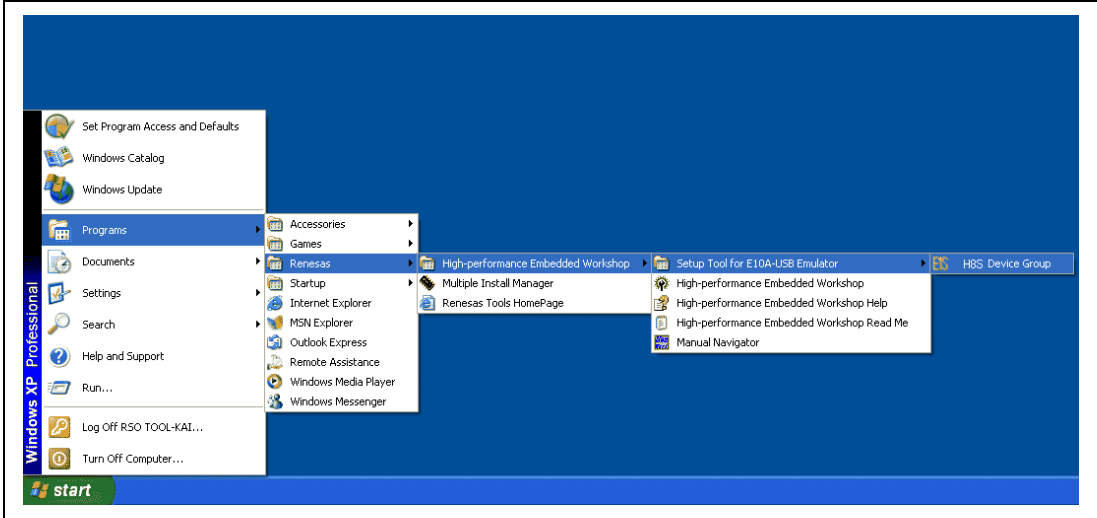 Set Program Access and Defaults
Windows Catalog
Windows Update
Programs
Documents
Settings
Search
Help and Support
Run...
Log Off RSO TOOL-KAI...
Turn Off Computer...
Windows XP Professional
start
Accessories
Games
Renesas
Startup
Internet Explorer
MSN Explorer
Outlook Express
Remote Assistance
Windows Media Player
Windows Messenger
High-performance Embedded Workshop
Multiple Install Manager
Renesas Tools HomePage
Setup Tool for E10A-USB Emulator
High-performance Embedded Workshop
High-performance Embedded Workshop Help
High-performance Embedded Workshop Read Me
Manual Navigator
H8S Device Group